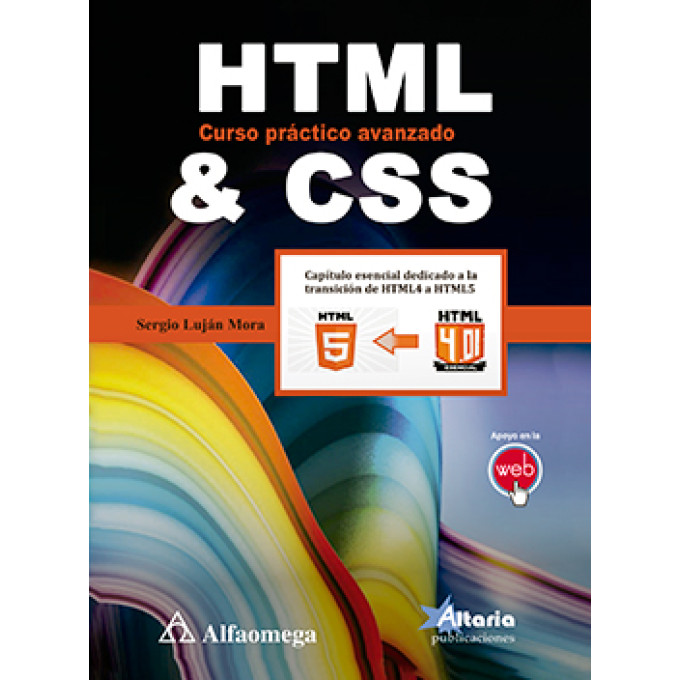 HTML
Curso práctico avanzado
& CSS
Capítulo esencial dedicado a la
transición de HTML4 a HTML5
Sergio Luján Mora
HTML
5
HTML
4.01
ESENCIAL
Apoyo en la
web
Alfaomega
Altaria
publicaciones